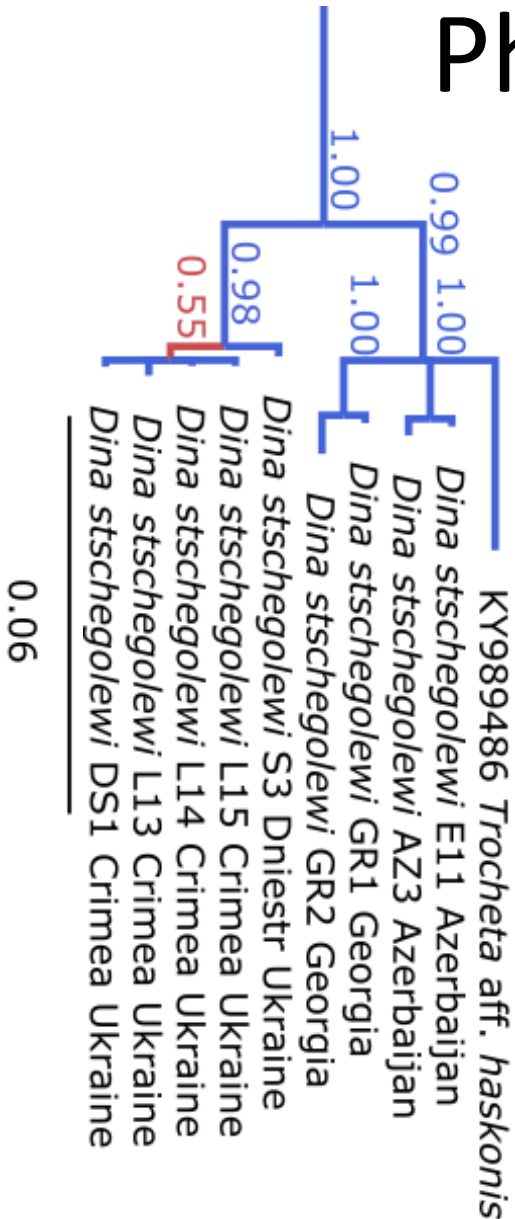 Ph
1.00
0.99
1.00
1.00
0.98
0.55
KY989486 Trocheta aff. haskonis
Dina stschegolewi E11 Azerbaijan
Dina stschegolewi AZ3 Azerbaijan
Dina stschegolewi GR1 Georgia
Dina stschegolewi GR2 Georgia
Dina stschegolewi S3 Dniestr Ukraine
Dina stschegolewi L15 Crimea Ukraine
Dina stschegolewi L14 Crimea Ukraine
Dina stschegolewi L13 Crimea Ukraine
Dina stschegolewi DS1 Crimea Ukraine
0.06